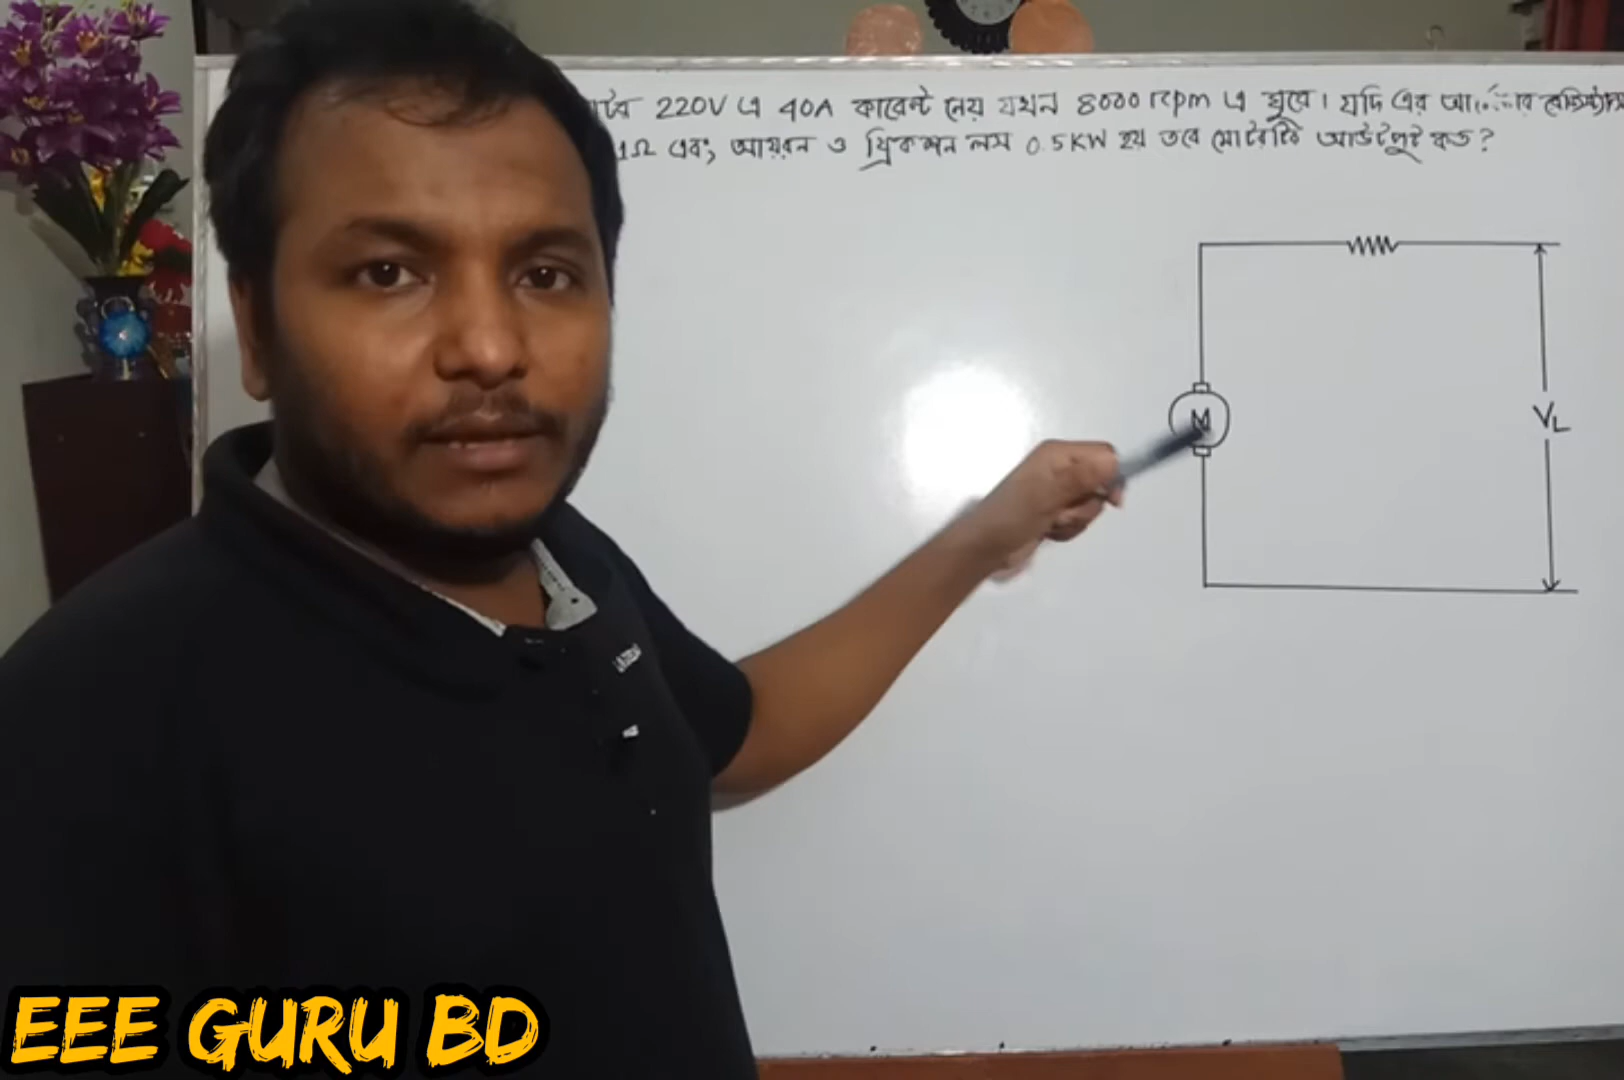 220V এ 40A কারেন্ট নেয় যখন 8000 rpm এ ঘুরে। যদি এর
1Ω এবং আয়রন ও ফ্রিকশন লস 0.5KW হয় তবে মোটরটির আউটপুট কত?
M
VL
EEE GURU BD